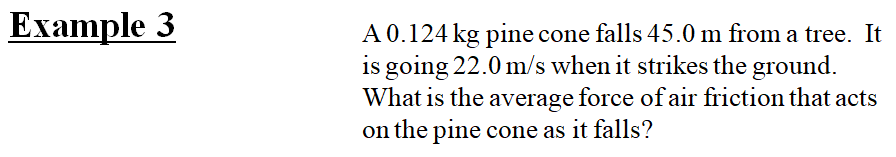 Example 3
A 0.124 kg pine cone falls 45.0 m from a tree. It
is going 22.0 m/s when it strikes the ground.
What is the average force of air friction that acts
on the pine cone as it falls?